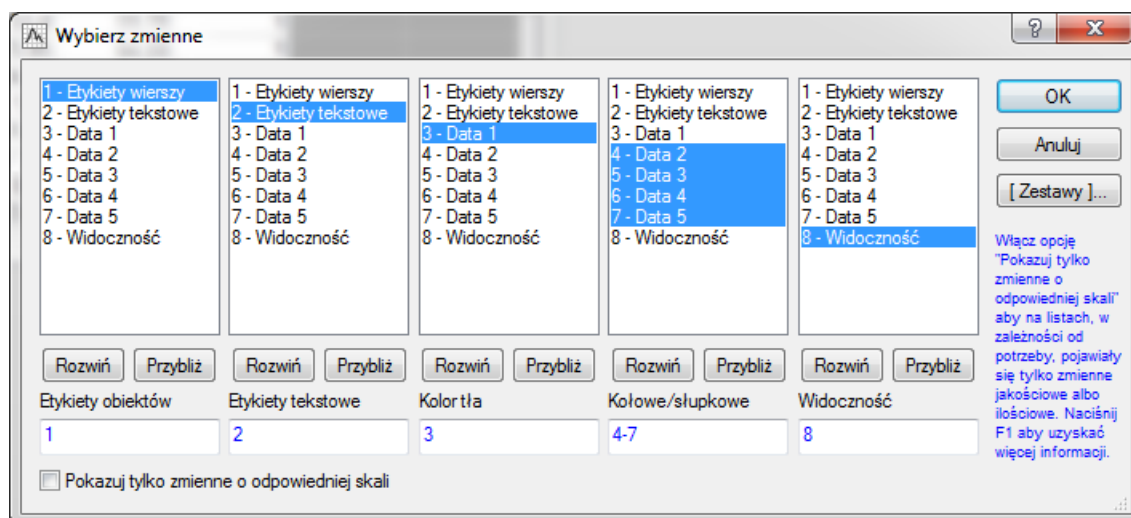 Wybierz zmienne
1 - Etykiety wierszy
2 - Etykiety tekstowe
3 - Data 1
4 - Data 2
5 - Data 3
6 - Data 4
7 - Data 5
8 - Widoczność
1 - Etykiety wierszy
2 - Etykiety tekstowe
3 - Data 1
4 - Data 2
5 - Data 3
6 - Data 4
7 - Data 5
8 - Widoczność
1 - Etykiety wierszy
2 - Etykiety tekstowe
3 - Data 1
4 - Data 2
5 - Data 3
6 - Data 4
7 - Data 5
8 - Widoczność
1 - Etykiety wierszy
2 - Etykiety tekstowe
3 - Data 1
4 - Data 2
5 - Data 3
6 - Data 4
7 - Data 5
8 - Widoczność
1 - Etykiety wierszy
2 - Etykiety tekstowe
3 - Data 1
4 - Data 2
5 - Data 3
6 - Data 4
7 - Data 5
8 - Widoczność
OK
Anuluj
[ Zestawy ]...
Włącz opcję
"Pokazuj tylko
zmienne o
odpowiedniej skali"
aby na listach, w
zależności od
potrzeby, pojawiały
się tylko zmienne
jakościowe albo
ilościowe. Naciśnij
F1 aby uzyskać
więcej informacji.
Rozwiń Przybliż Rozwiń Przybliż Rozwiń Przybliż Rozwiń Przybliż Rozwiń Przybliż
Etykiety obiektów Etykiety tekstowe Kolor tła Kołowe/słupkowe Widoczność
1 2 3 4-7 8
Pokazuj tylko zmienne o odpowiedniej skali